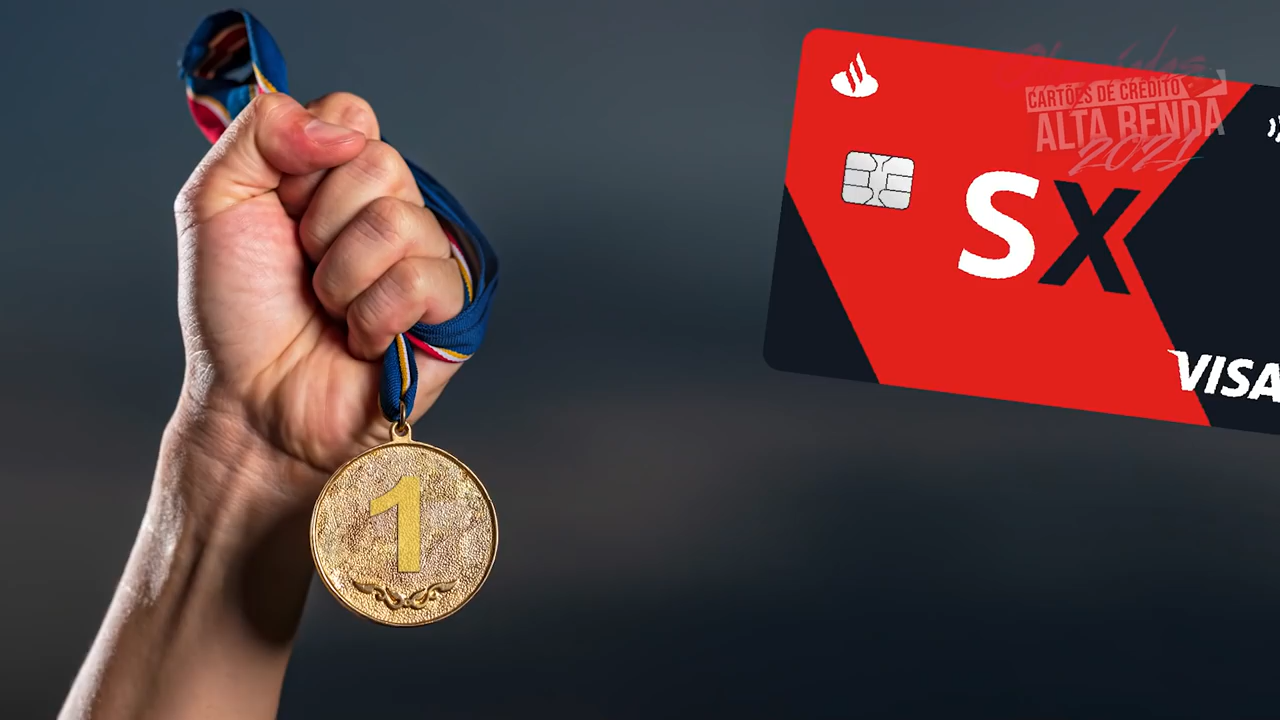 1
SX
VISA
CARTÕES DE CRÉDITO
ALTA RENDA
2021